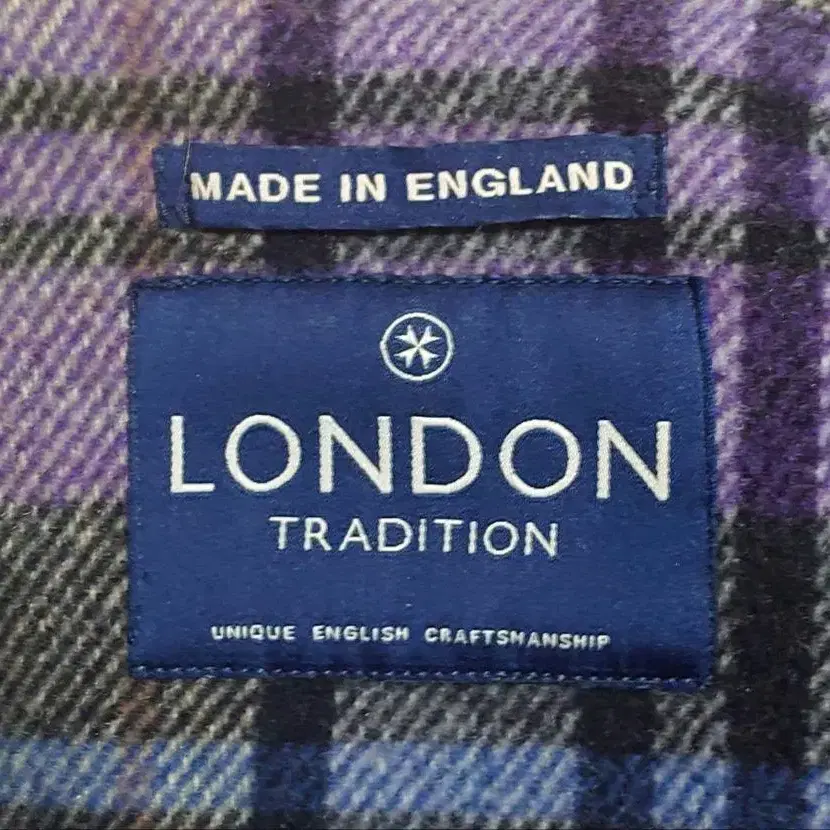 MADE IN ENGLAND
LONDON
TRADITION
UNIQUE ENGLISH CRAFTSMANSHIP